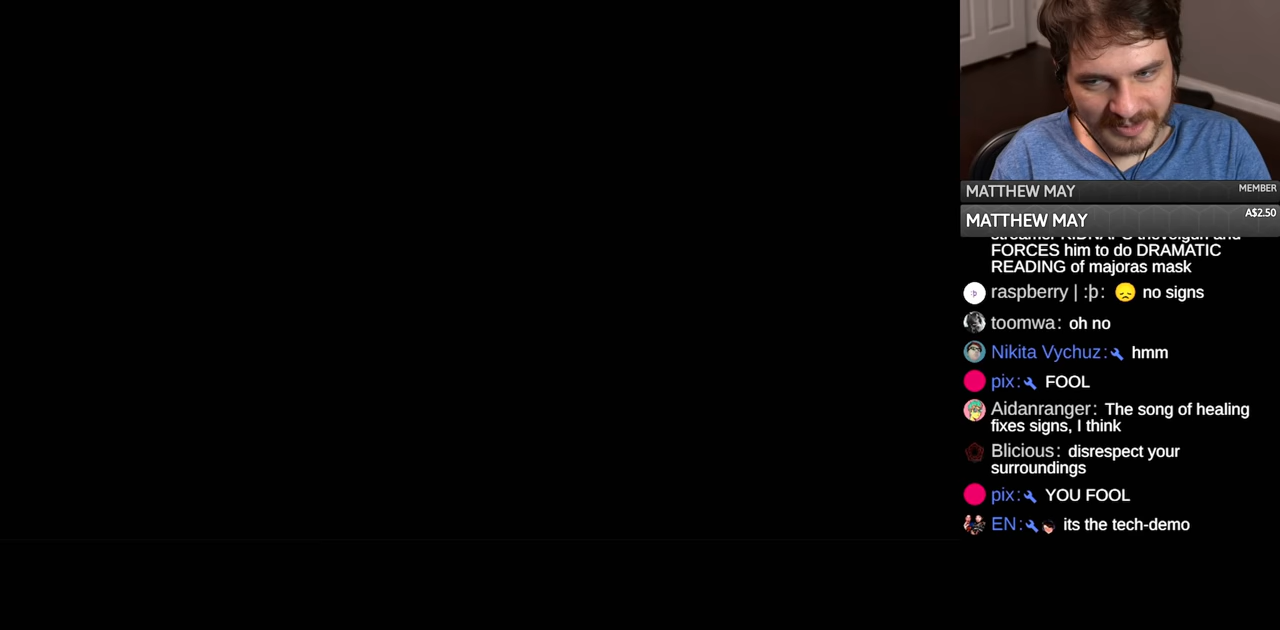 MATTHEW MAY MEMBER
MATTHEW MAY A$2.50
FORCES him to do DRAMATIC
READING of majoras mask
raspberry | :þ: 😞 no signs
toomwa: oh no
Nikita Vychuz: hmm
pix: FOOL
Aidanranger: The song of healing
fixes signs, I think
Blicious: disrespect your
surroundings
pix: YOU FOOL
EN: its the tech-demo